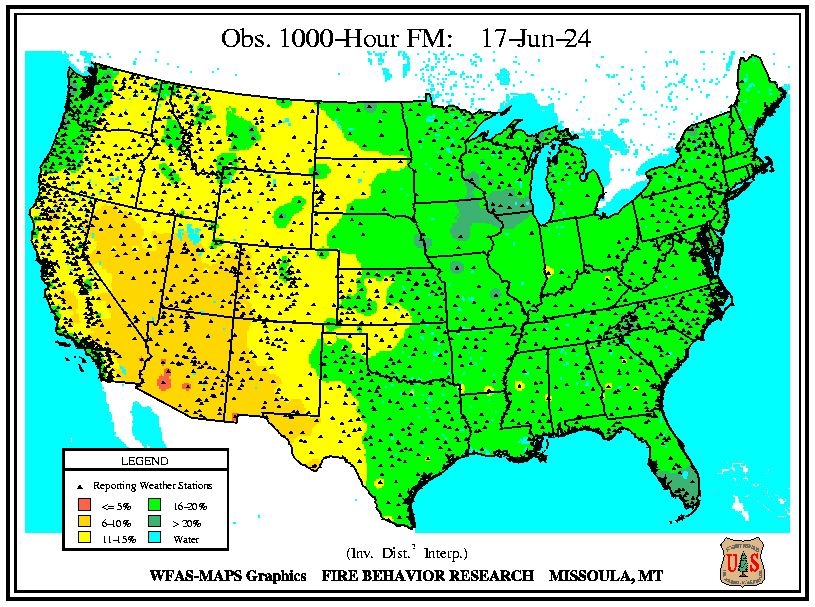 Obs. 1000-Hour FM: 17-Jun-24
LEGEND
Reporting Weather Stations
<= 5%
16-20%
6-10%
> 20%
11-15%
Water
(Inv. Dist.² Interp.)
WFAS-MAPS Graphics FIRE BEHAVIOR RESEARCH MISSOULA, MT
U S